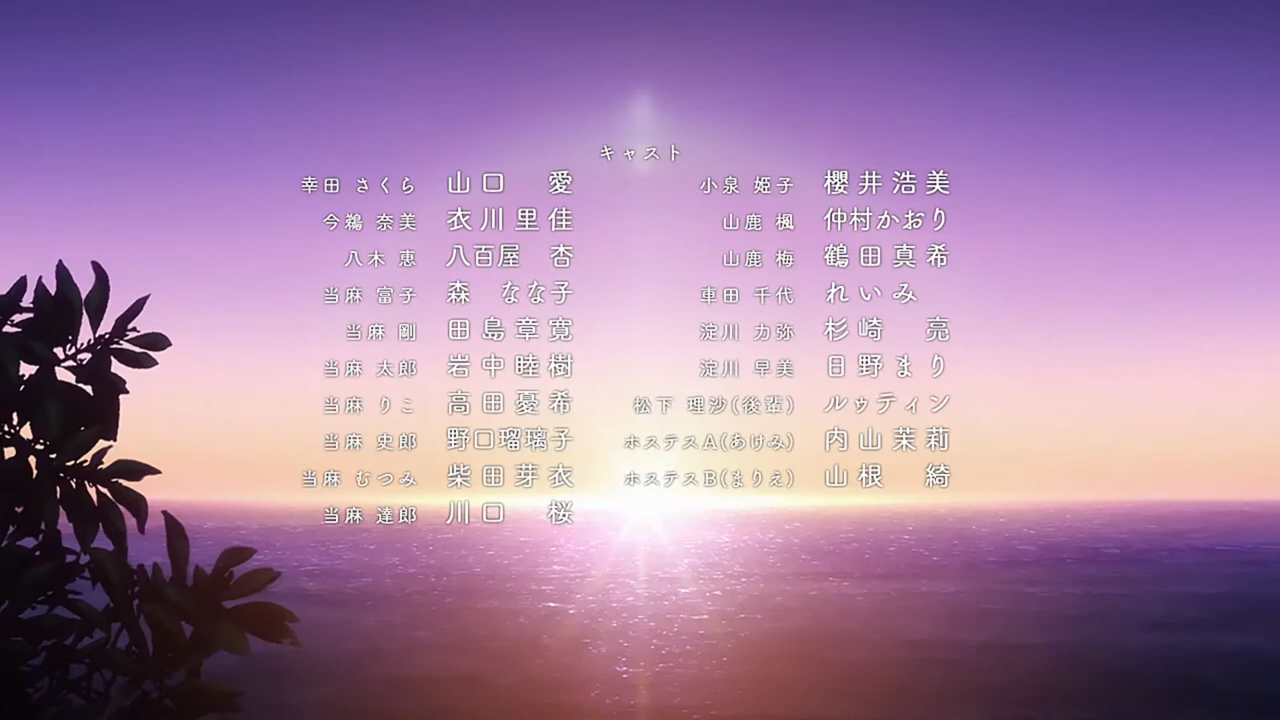 キャスト
幸田 さくら 山口 愛
今鵜 奈美 衣川里佳
八木 恵 八百屋 杏
当麻 富子 森 なな子
当麻 剛 田島章寛
当麻 太郎 岩中睦樹
当麻 りこ 高田憂希
当麻 史郎 野口瑠璃子
当麻 むつみ 柴田芽衣
当麻 達郎 川口 桜
小泉 姫子 櫻井浩美
山鹿 楓 仲村かおり
山鹿 梅 鶴田真希
車田 千代 れいみ
淀川 力弥 杉崎 亮
淀川 早美 日野まり
松下 理沙(後輩) ルゥティン
ホステスA(あけみ) 内山茉莉
ホステスB(まりえ) 山根 綺